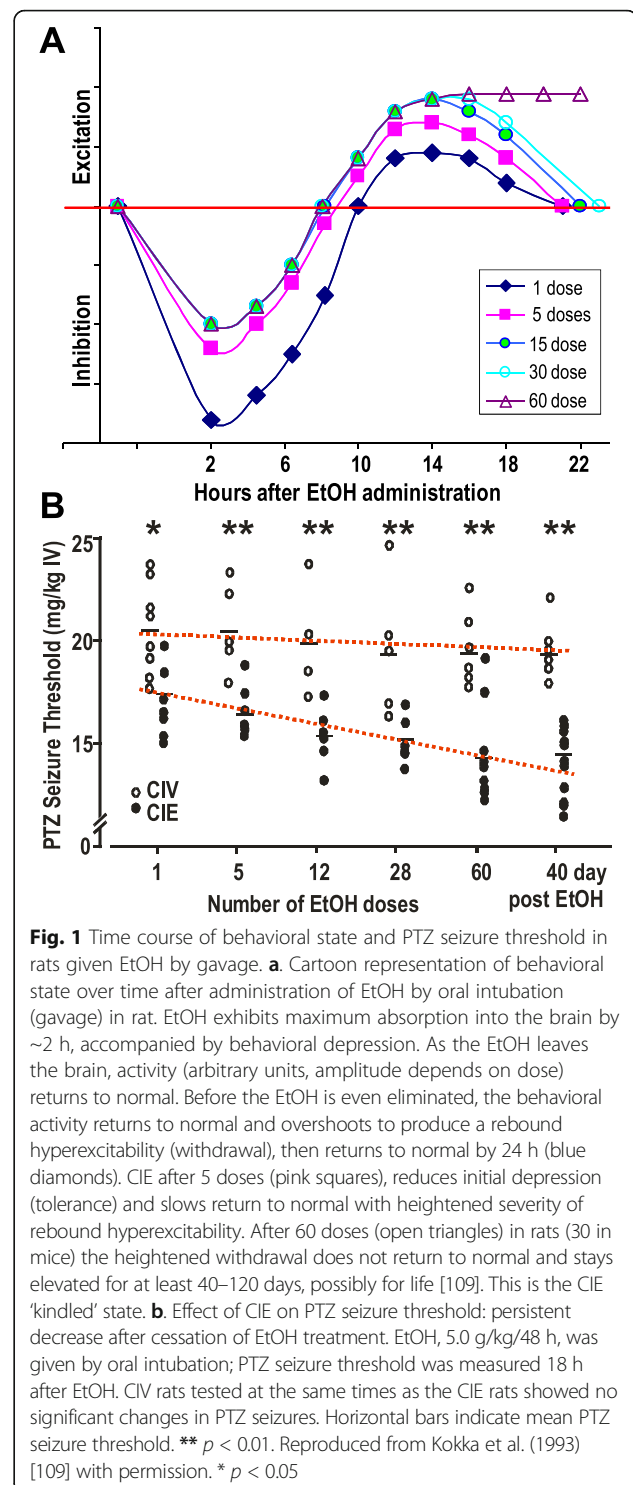 A
Excitation
Inhibition
1 dose
5 doses
15 dose
30 dose
60 dose
2 6 10 14 18 22
Hours after EtOH administration
B
* ** ** ** ** **
PTZ Seizure Threshold (mg/kg IV)
25
20
15
0
CIV
CIE
1 5 12 28 60 40 day
post EtOH
Number of EtOH doses
Fig. 1 Time course of behavioral state and PTZ seizure threshold in
rats given EtOH by gavage. a. Cartoon representation of behavioral
state over time after administration of EtOH by oral intubation
(gavage) in rat. EtOH exhibits maximum absorption into the brain by
~2 h, accompanied by behavioral depression. As the EtOH leaves
the brain, activity (arbitrary units, amplitude depends on dose)
returns to normal. Before the EtOH is even eliminated, the behavioral
activity returns to normal and overshoots to produce a rebound
hyperexcitability (withdrawal), then returns to normal by 24 h (blue
diamonds). CIE after 5 doses (pink squares), reduces initial depression
(tolerance) and slows return to normal with heightened severity of
rebound hyperexcitability. After 60 doses (open triangles) in rats (30 in
mice) the heightened withdrawal does not return to normal and stays
elevated for at least 40–120 days, possibly for life [109]. This is the CIE
‘kindled’ state. b. Effect of CIE on PTZ seizure threshold: persistent
decrease after cessation of EtOH treatment. EtOH, 5.0 g/kg/48 h, was
given by oral intubation; PTZ seizure threshold was measured 18 h
after EtOH. CIV rats tested at the same times as the CIE rats showed no
significant changes in PTZ seizures. Horizontal bars indicate mean PTZ
seizure threshold. ** p < 0.01. Reproduced from Kokka et al. (1993)
[109] with permission. * p < 0.05